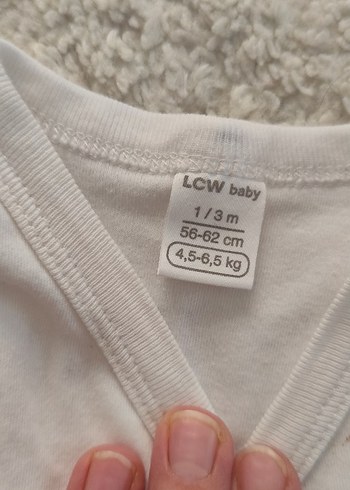 LCW baby
1 / 3 m
56-62 cm
4,5-6,5 kg